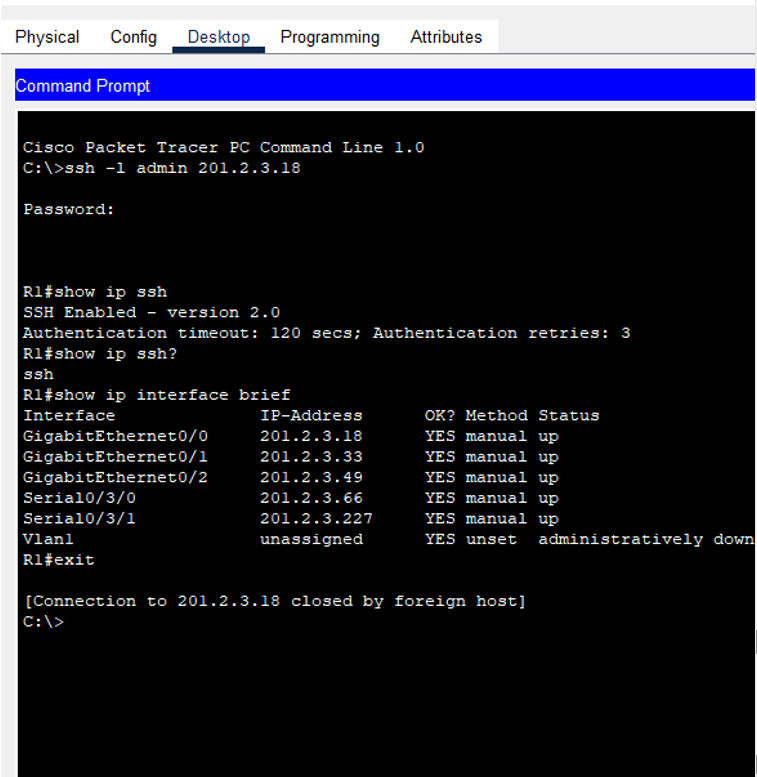 Physical Config Desktop Programming Attributes
Command Prompt
Cisco Packet Tracer PC Command Line 1.0
C:\>ssh -l admin 201.2.3.18
Password:
R1#show ip ssh
SSH Enabled - version 2.0
Authentication timeout: 120 secs; Authentication retries: 3
R1#show ip ssh?
ssh
R1#show ip interface brief
Interface IP-Address OK? Method Status
GigabitEthernet0/0 201.2.3.18 YES manual up
GigabitEthernet0/1 201.2.3.33 YES manual up
GigabitEthernet0/2 201.2.3.49 YES manual up
Serial0/3/0 201.2.3.66 YES manual up
Serial0/3/1 201.2.3.227 YES manual up
Vlan1 unassigned YES unset administratively down
R1#exit
[Connection to 201.2.3.18 closed by foreign host]
C:\>